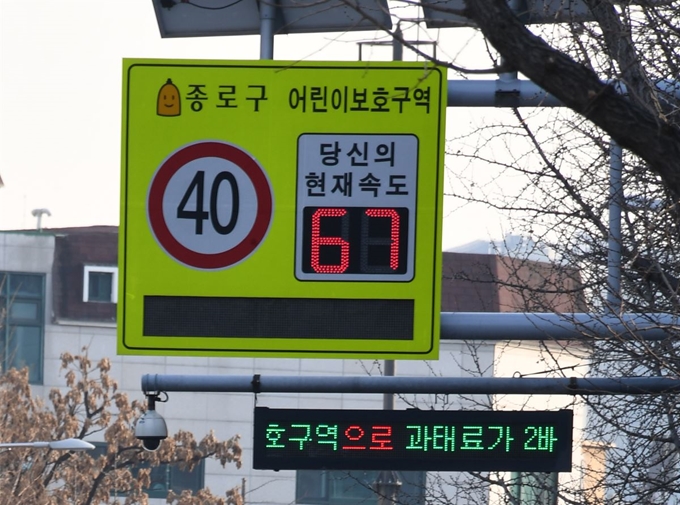 종로구 어린이보호구역
40
당신의
현재속도
67
호구역으로 과태료가 2바